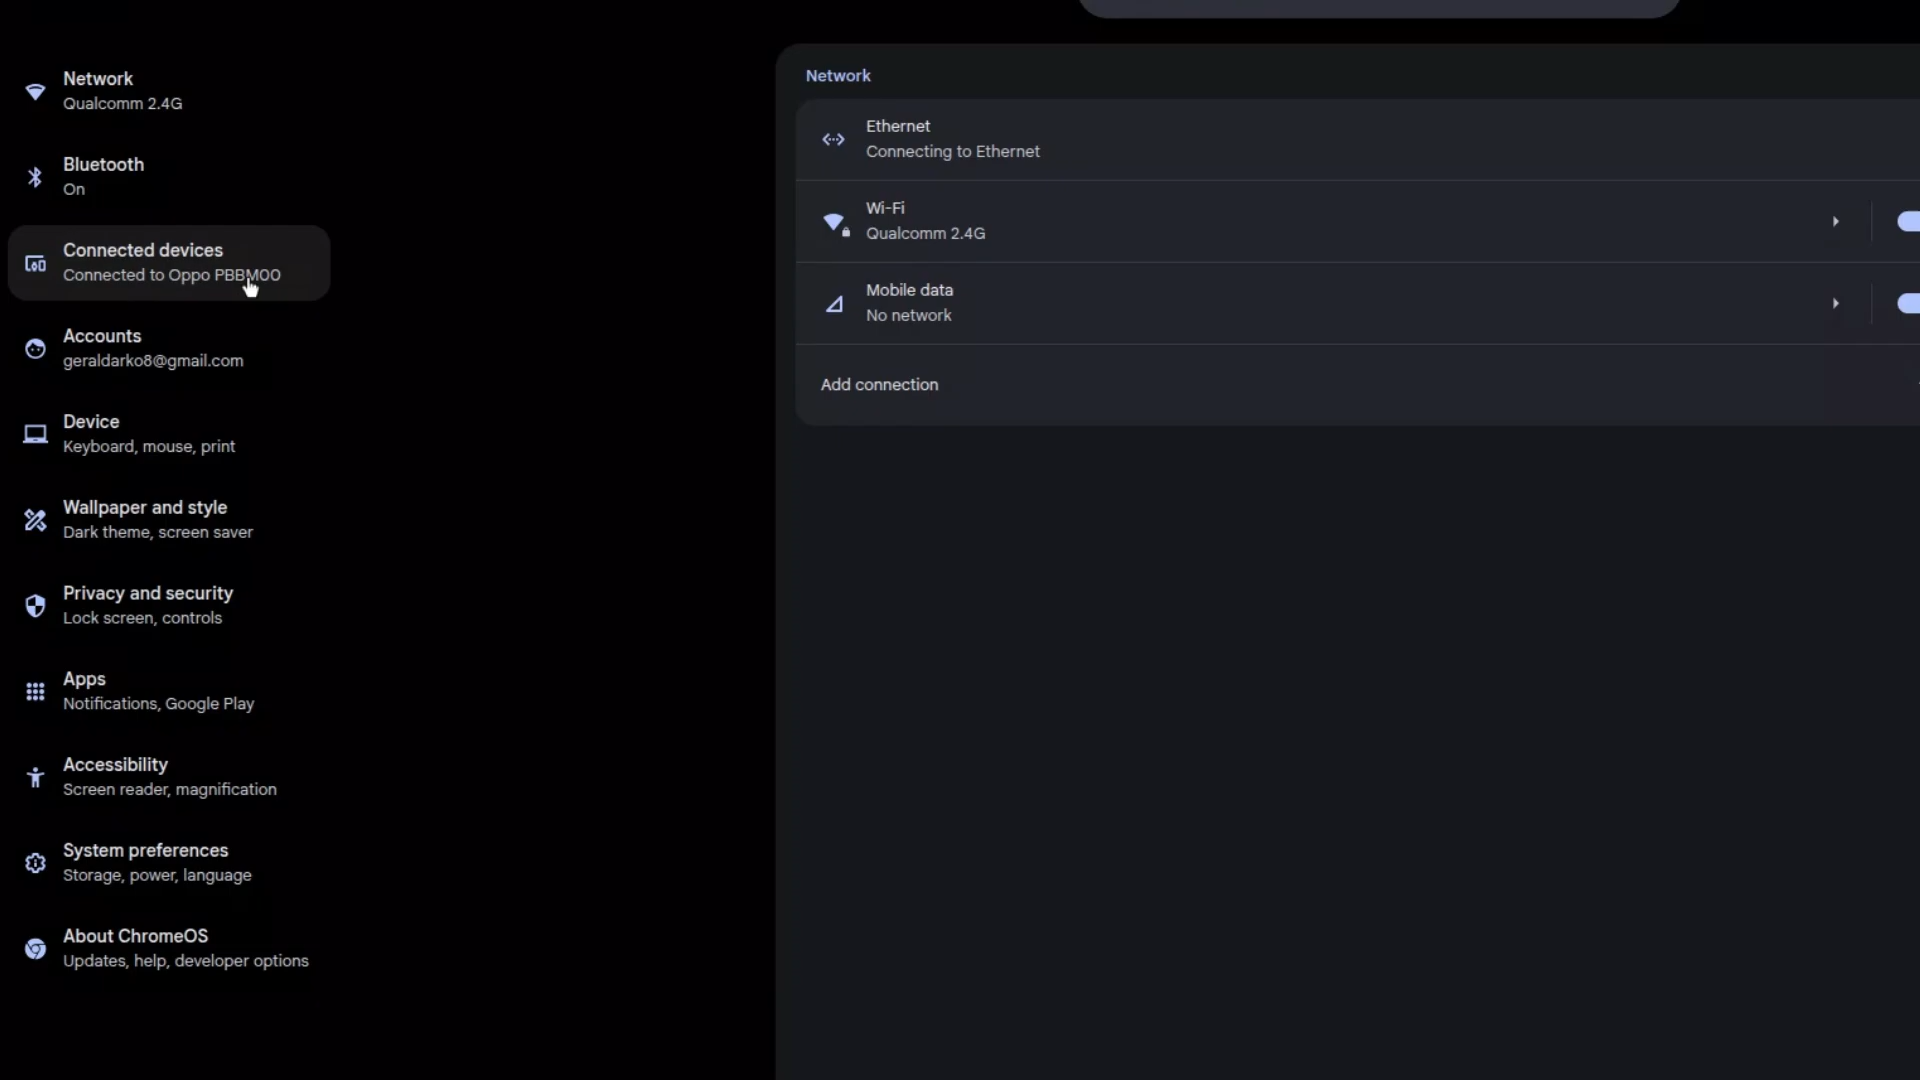 Network
Qualcomm 2.4G
Bluetooth
On
Connected devices
Connected to Oppo PBBM00
Accounts
geraldarko8@gmail.com
Device
Keyboard, mouse, print
Wallpaper and style
Dark theme, screen saver
Privacy and security
Lock screen, controls
Apps
Notifications, Google Play
Accessibility
Screen reader, magnification
System preferences
Storage, power, language
About ChromeOS
Updates, help, developer options
Network
Ethernet
Connecting to Ethernet
Wi-Fi
Qualcomm 2.4G
Mobile data
No network
Add connection